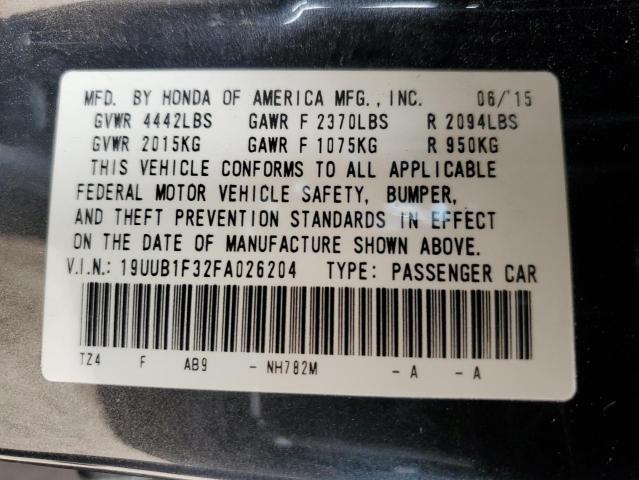 MFD. BY HONDA OF AMERICA MFG., INC. 06/'15
GVWR 4442LBS GAWR F 2370LBS R 2094LBS
GVWR 2015KG GAWR F 1075KG R 950KG
THIS VEHICLE CONFORMS TO ALL APPLICABLE
FEDERAL MOTOR VEHICLE SAFETY, BUMPER,
AND THEFT PREVENTION STANDARDS IN EFFECT
ON THE DATE OF MANUFACTURE SHOWN ABOVE.
V.I.N.: 19UUB1F32FA026204 TYPE: PASSENGER CAR
TZ4 F AB9 - NH782M - A - A